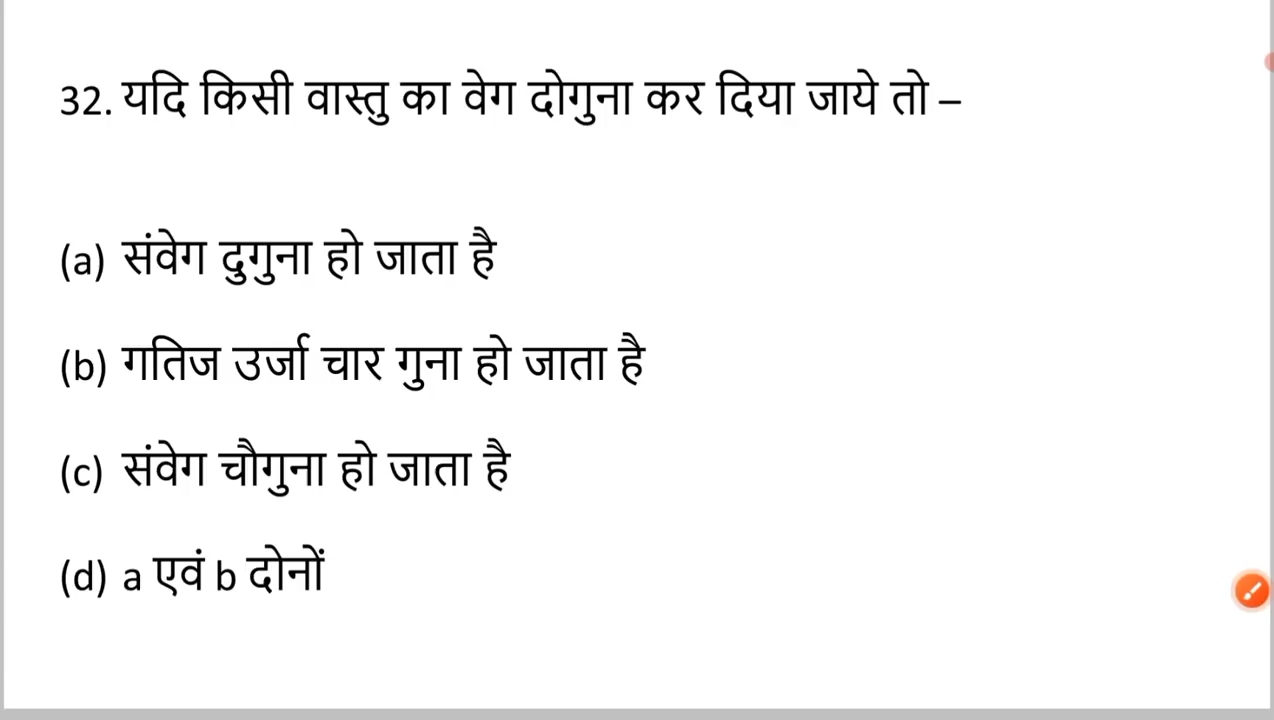 32. यदि किसी वास्तु का वेग दोगुना कर दिया जाये तो –
(a) संवेग दुगुना हो जाता है
(b) गतिज उर्जा चार गुना हो जाता है
(c) संवेग चौगुना हो जाता है
(d) a एवं b दोनों